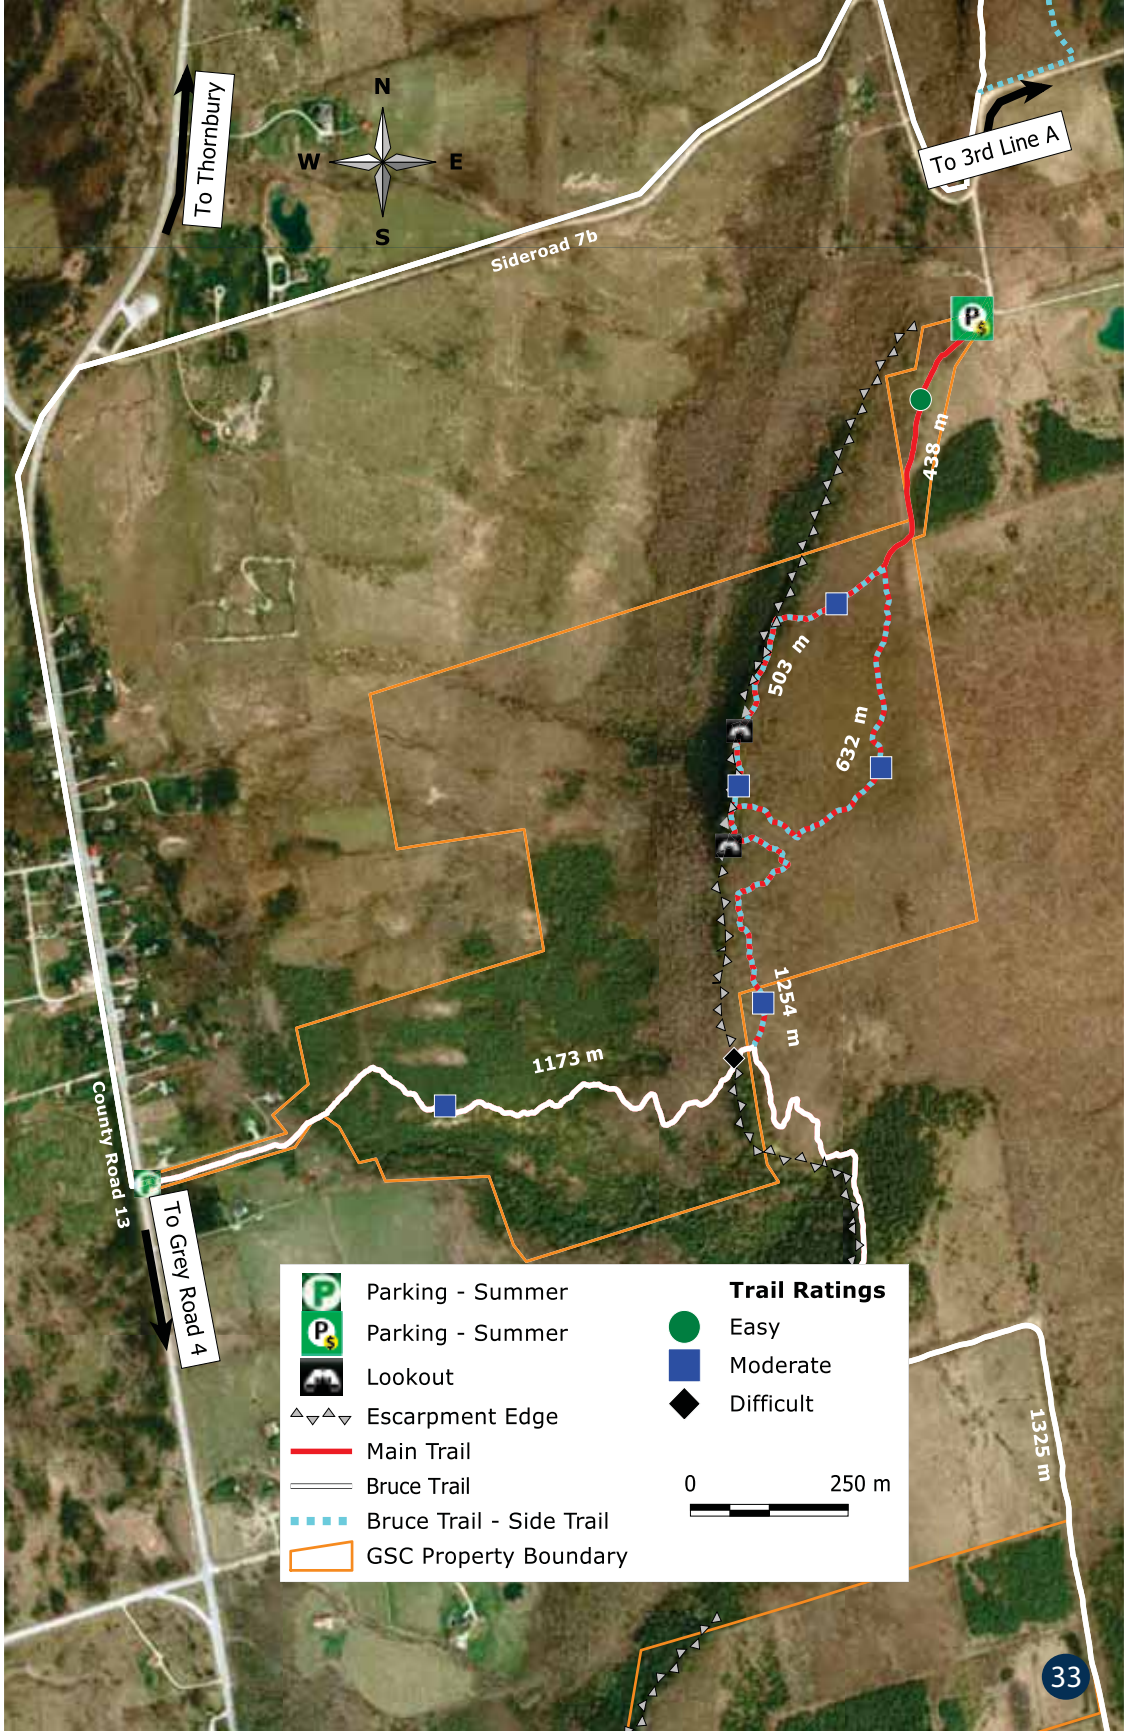 N
W
E
S
To Thornbury
To 3rd Line A
Sideroad 7b
P
$
438 m
503 m
632 m
1254 m
1173 m
County Road 13
P
To Grey Road 4
P
Parking - Summer
P
$
Parking - Summer
Lookout
Escarpment Edge
Main Trail
Bruce Trail
Bruce Trail - Side Trail
GSC Property Boundary
Trail Ratings
Easy
Moderate
Difficult
0
250 m
1325 m
33